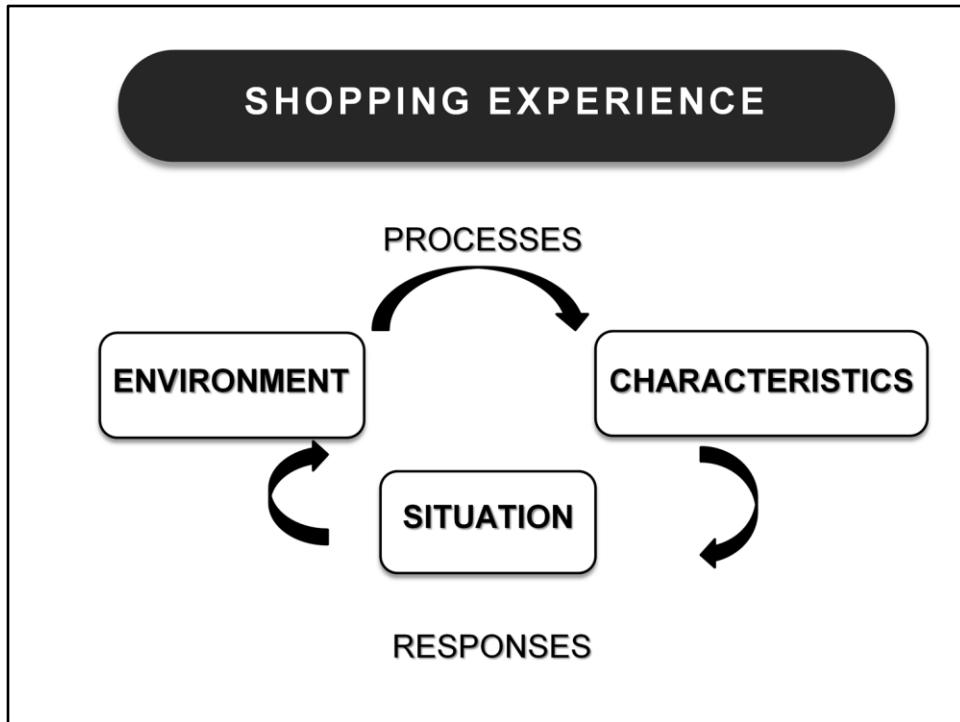 SHOPPING EXPERIENCE
PROCESSES
ENVIRONMENT
CHARACTERISTICS
SITUATION
RESPONSES